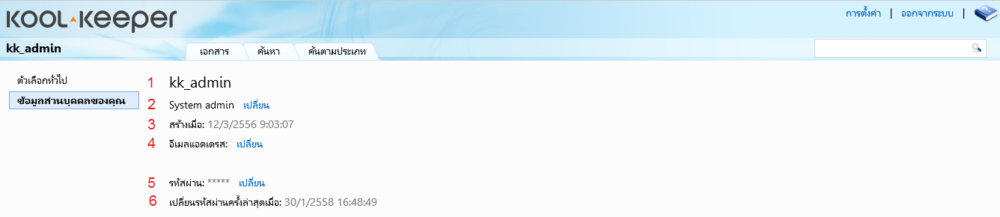 KOOL-KEEPER
การตั้งค่า | ออกจากระบบ |
kk_admin
เอกสาร ค้นหา ค้นตามประเภท
ตัวเลือกทั่วไป
ข้อมูลส่วนบุคคลของคุณ
1 kk_admin
2 System admin เปลี่ยน
3 สร้างเมื่อ: 12/3/2556 9:03:07
4 อีเมลแอดเดรส: เปลี่ยน
5 รหัสผ่าน: ***** เปลี่ยน
6 เปลี่ยนรหัสผ่านครั้งล่าสุดเมื่อ: 30/1/2558 16:48:49